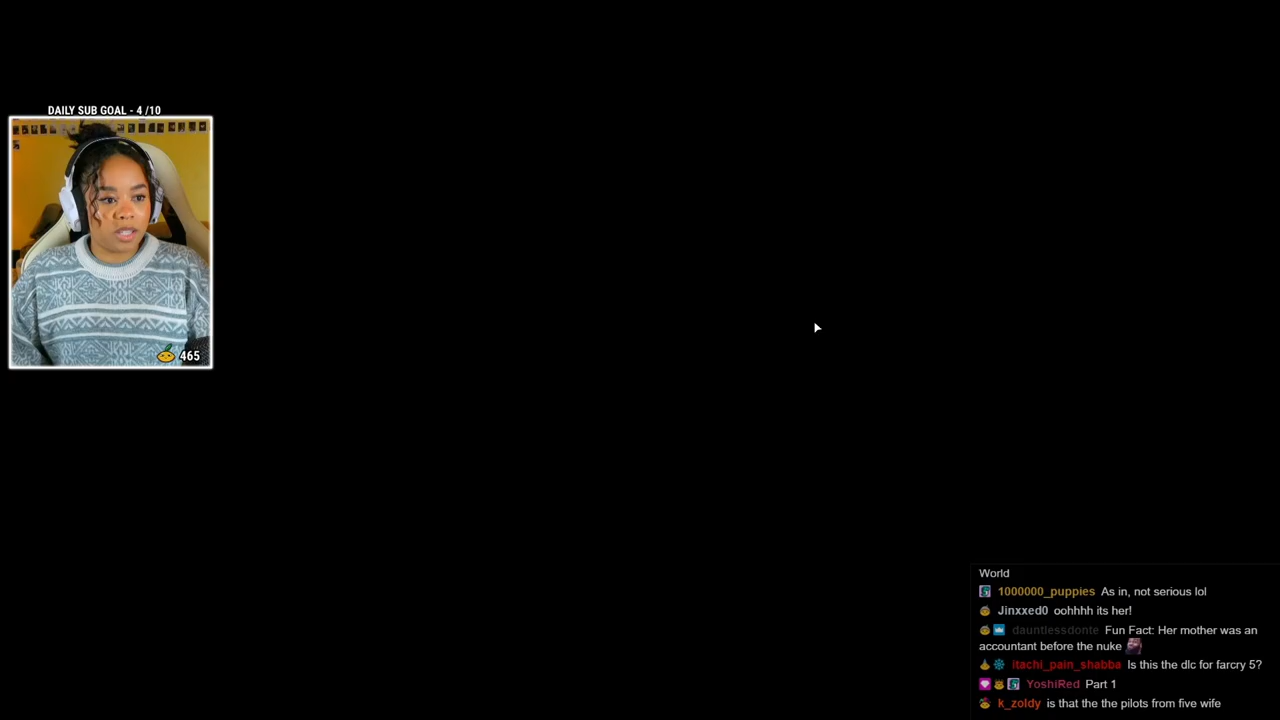 DAILY SUB GOAL - 4 /10
465
World
1000000_puppies As in, not serious lol
Jinxxed0 oohhhh its her!
dauntlessdonte Fun Fact: Her mother was an
accountant before the nuke
itachi_pain_shabba Is this the dlc for farcry 5?
YoshiRed Part 1
k_zoldy is that the the pilots from five wife